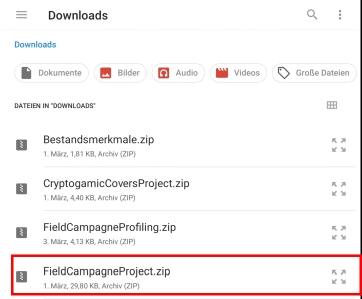 Downloads
Downloads
Dokumente
Bilder
Audio
Videos
Große Dateien
DATEIEN IN "DOWNLOADS"
Bestandsmerkmale.zip
1. März, 1,81 KB, Archiv (ZIP)
CryptogamicCoversProject.zip
1. März, 4,40 KB, Archiv (ZIP)
FieldCampagneProfiling.zip
3. März, 4,13 KB, Archiv (ZIP)
FieldCampagneProject.zip
1. März, 29,80 KB, Archiv (ZIP)